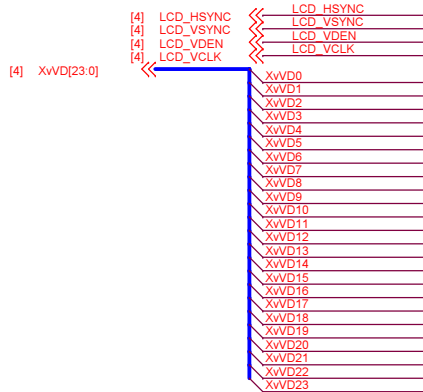 [4] LCD_HSYNC LCD_HSYNC
[4] LCD_VSYNC LCD_VSYNC
[4] LCD_VDEN LCD_VDEN
[4] LCD_VCLK LCD_VCLK
[4] XvVD[23:0]
XvVD0
XvVD1
XvVD2
XvVD3
XvVD4
XvVD5
XvVD6
XvVD7
XvVD8
XvVD9
XvVD10
XvVD11
XvVD12
XvVD13
XvVD14
XvVD15
XvVD16
XvVD17
XvVD18
XvVD19
XvVD20
XvVD21
XvVD22
XvVD23